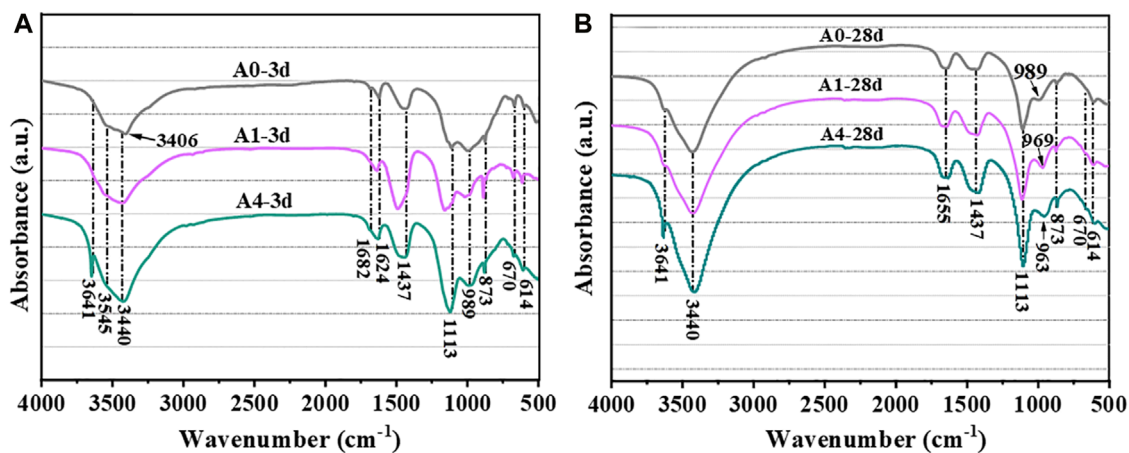 A
A0-3d
3406
A1-3d
A4-3d
3641
3545
3440
1682
1624
1437
1113
989
873
670
614
Absorbance (a.u.)
4000 3500 3000 2500 2000 1500 1000 500
Wavenumber (cm-1)
B
A0-28d
989
A1-28d
969
A4-28d
3641
3440
1655
1437
1113
963
873
670
614
Absorbance (a.u.)
4000 3500 3000 2500 2000 1500 1000 500
Wavenumber (cm-1)